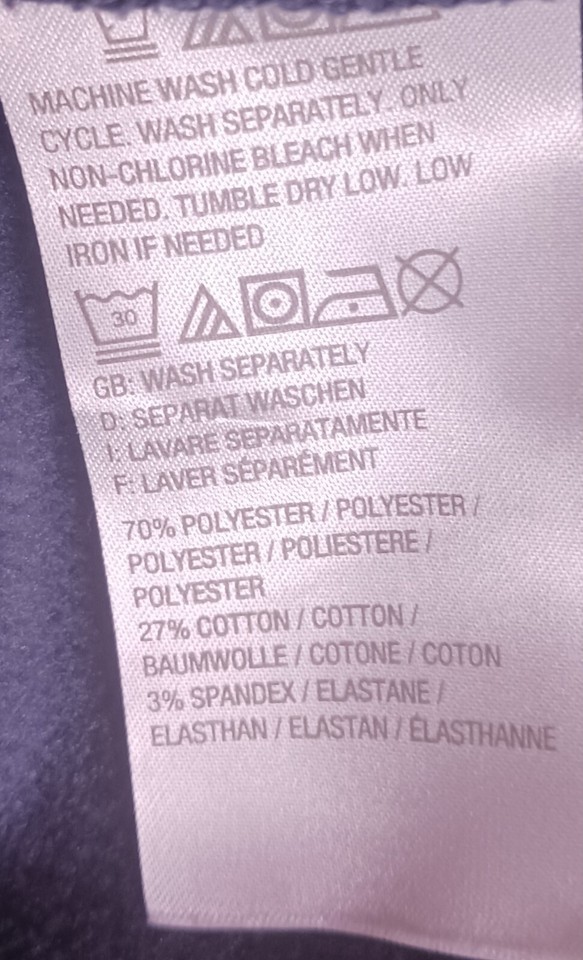 MACHINE WASH COLD GENTLE
CYCLE. WASH SEPARATELY. ONLY
NON-CHLORINE BLEACH WHEN
NEEDED. TUMBLE DRY LOW. LOW
IRON IF NEEDED
30
GB: WASH SEPARATELY
D: SEPARAT WASCHEN
I: LAVARE SEPARATAMENTE
F: LAVER SÉPARÉMENT
70% POLYESTER / POLYESTER /
POLYESTER / POLIESTERE /
POLYESTER
27% COTTON / COTTON /
BAUMWOLLE / COTONE / COTON
3% SPANDEX / ELASTANE /
ELASTHAN / ELASTAN / ÉLASTHANNE